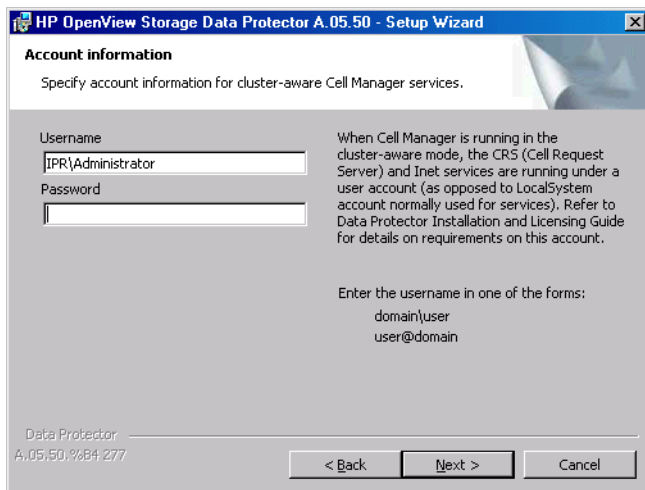 HP OpenView Storage Data Protector A.05.50 - Setup Wizard
Account information
Specify account information for cluster-aware Cell Manager services.
Username
IPR\Administrator
Password
When Cell Manager is running in the
cluster-aware mode, the CRS (Cell Request
Server) and Inet services are running under a
user account (as opposed to LocalSystem
account normally used for services). Refer to
Data Protector Installation and Licensing Guide
for details on requirements on this account.
Enter the username in one of the forms:
domain\user
user@domain
Data Protector
A.05.50.%B4 277
< Back
Next >
Cancel